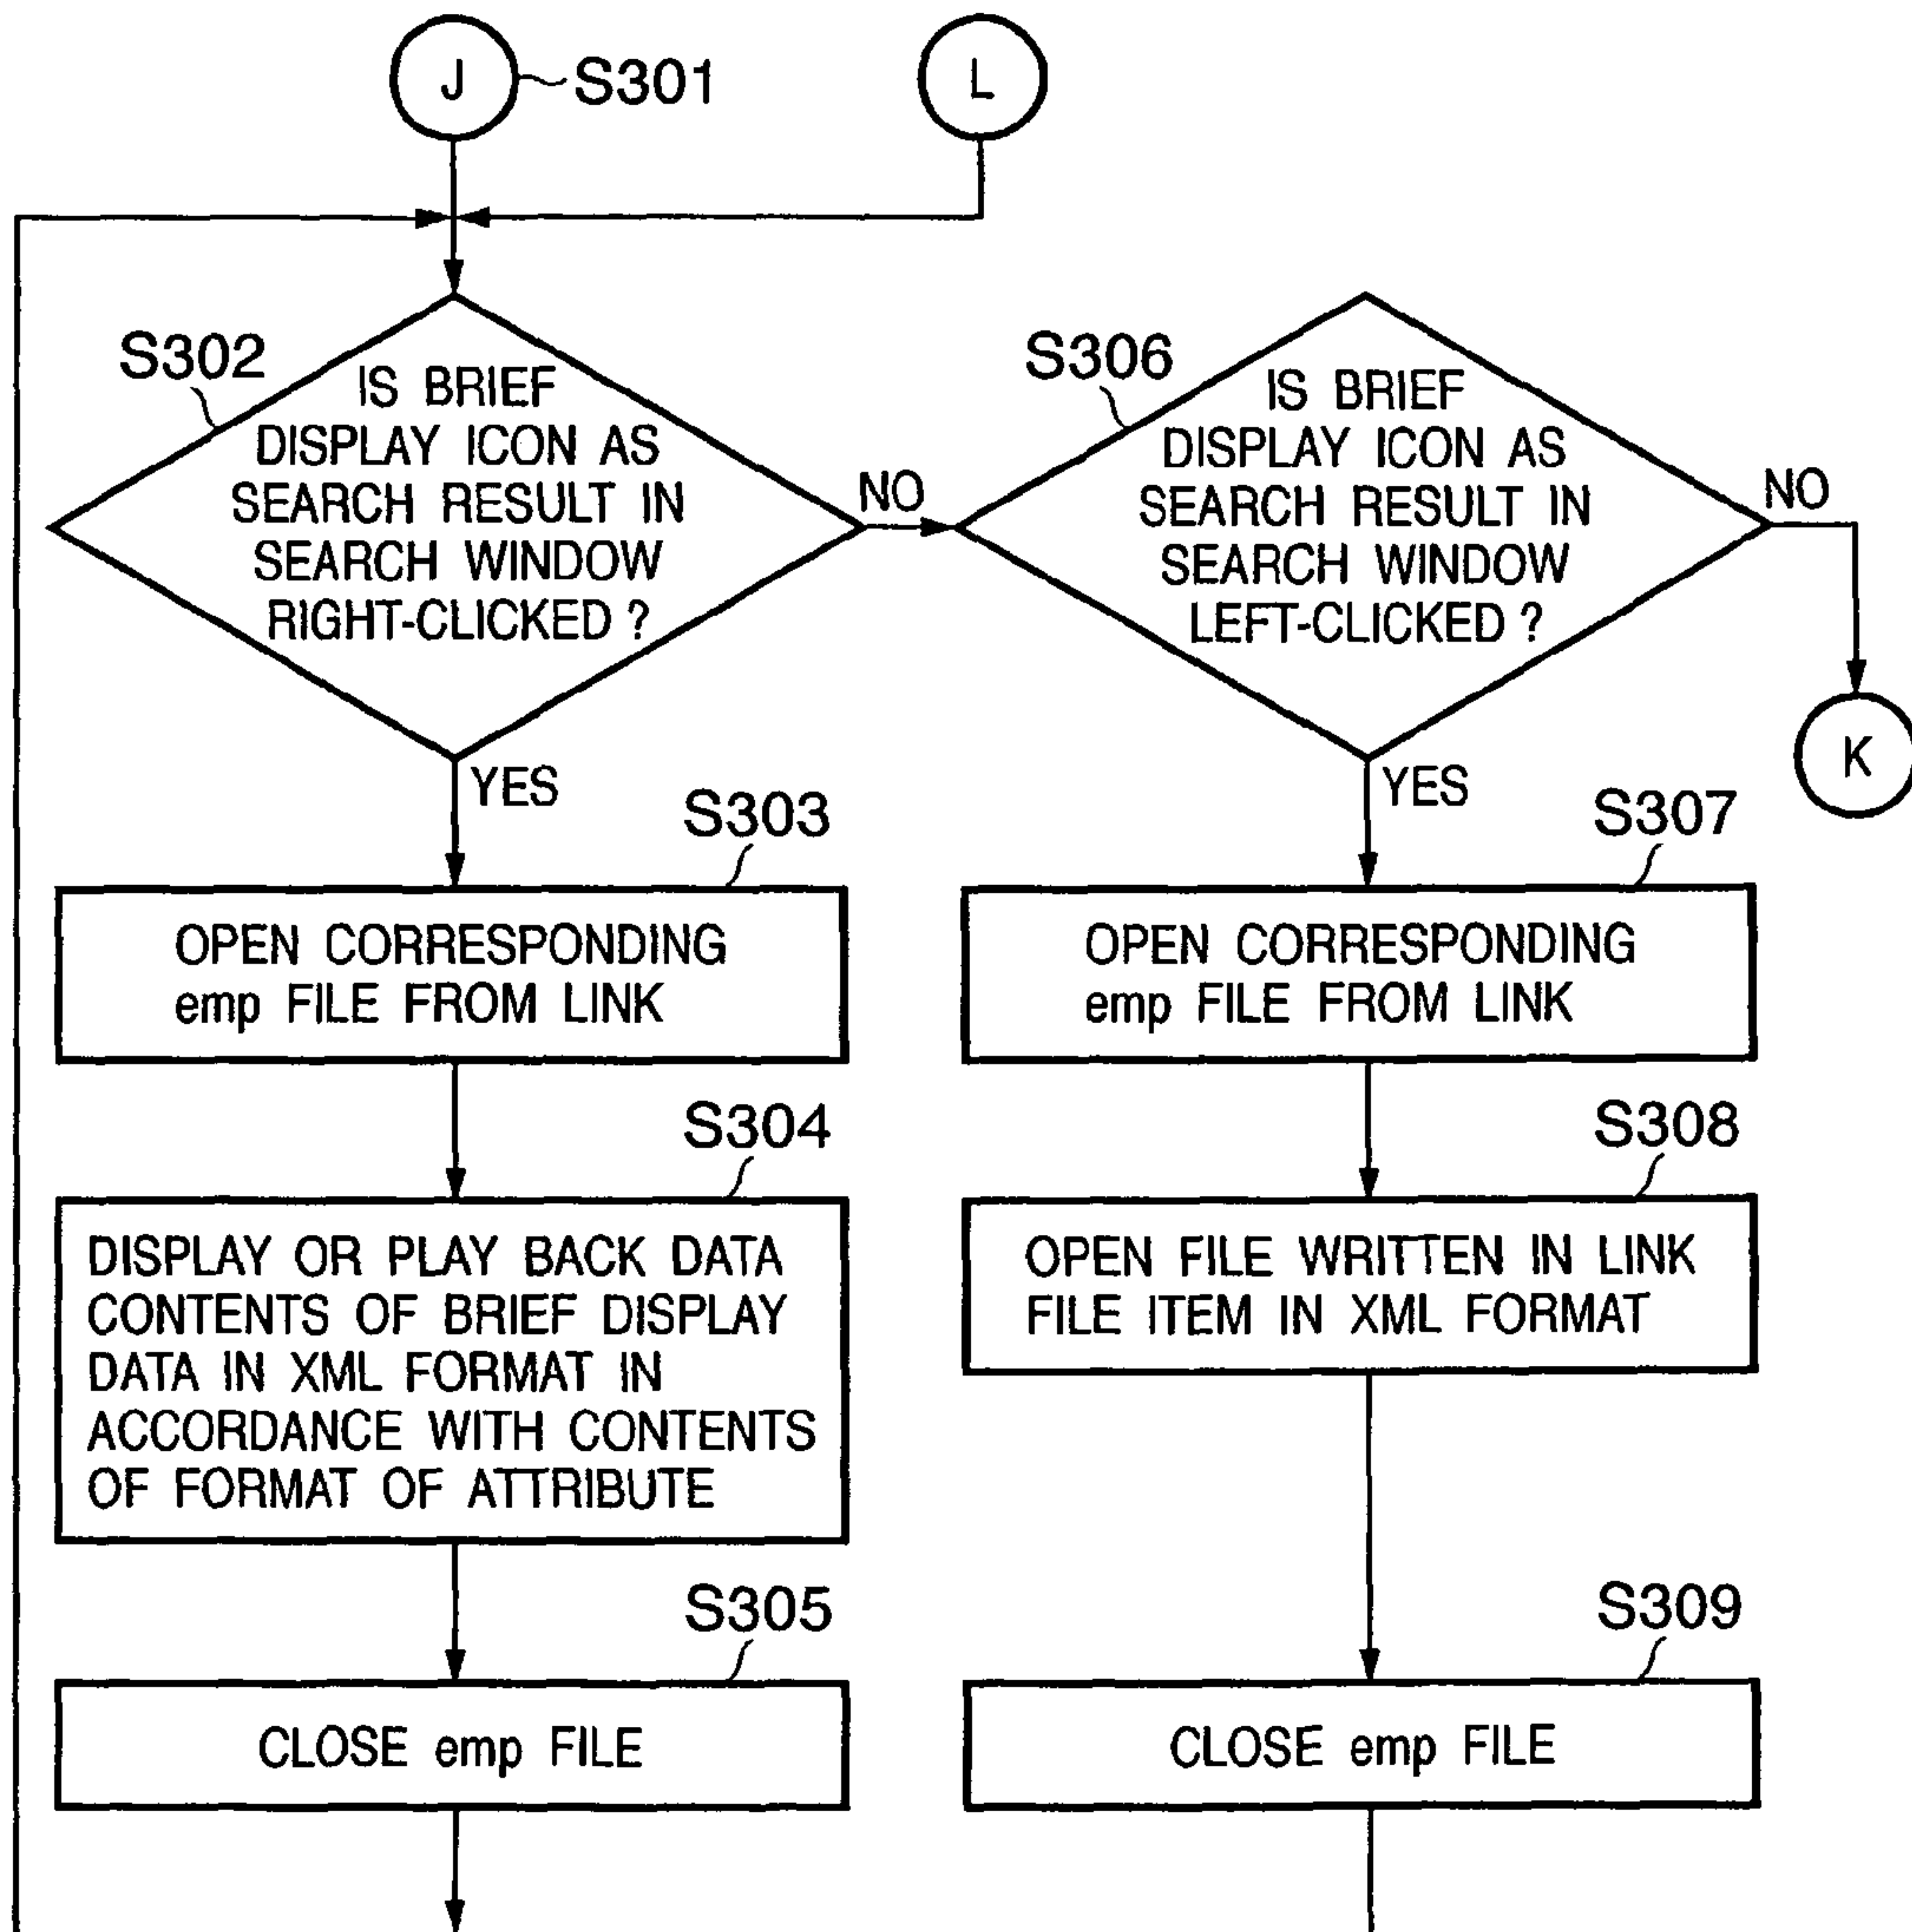 J
S301
L
S302
IS BRIEF
DISPLAY ICON AS
SEARCH RESULT IN
SEARCH WINDOW
RIGHT-CLICKED ?
NO
YES
S306
IS BRIEF
DISPLAY ICON AS
SEARCH RESULT IN
SEARCH WINDOW
LEFT-CLICKED ?
NO
K
YES
S303
OPEN CORRESPONDING
emp FILE FROM LINK
S307
OPEN CORRESPONDING
emp FILE FROM LINK
S304
DISPLAY OR PLAY BACK DATA
CONTENTS OF BRIEF DISPLAY
DATA IN XML FORMAT IN
ACCORDANCE WITH CONTENTS
OF FORMAT OF ATTRIBUTE
S308
OPEN FILE WRITTEN IN LINK
FILE ITEM IN XML FORMAT
S305
CLOSE emp FILE
S309
CLOSE emp FILE